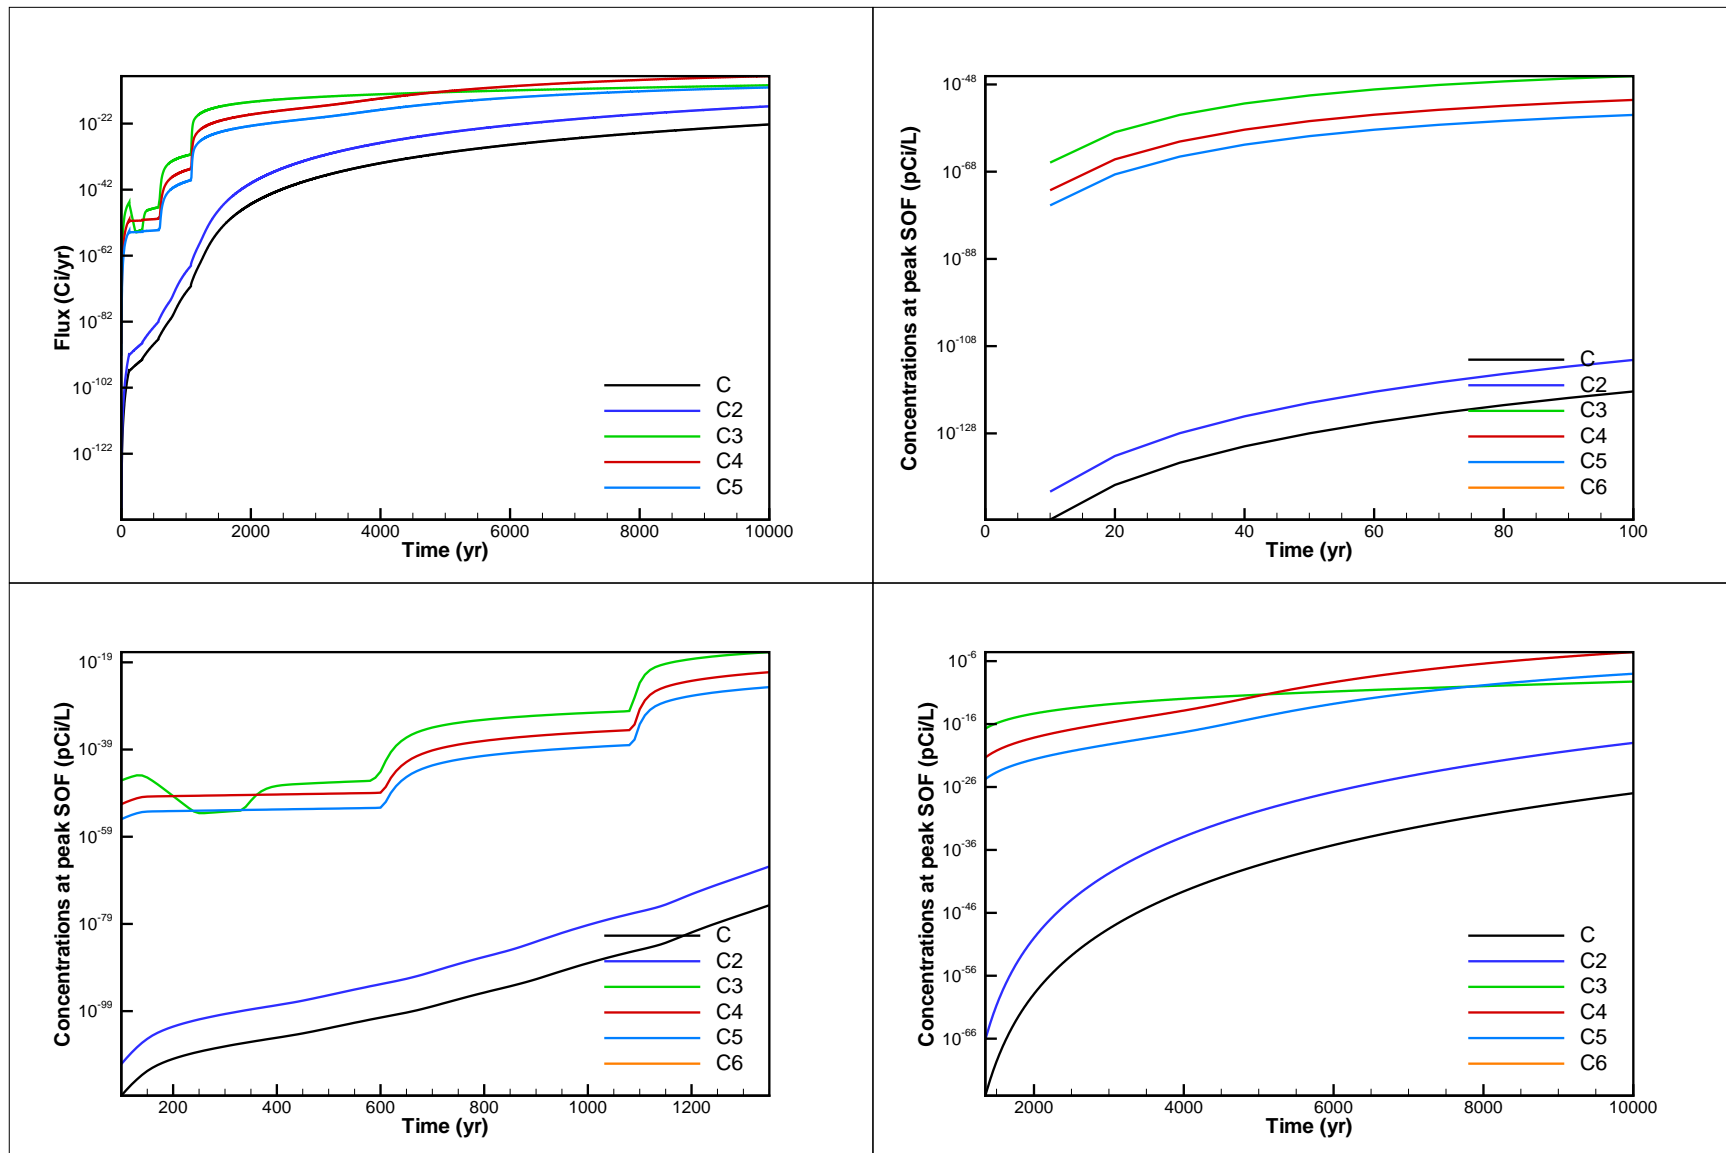 Flux (Ci/yr)
10-22
10-42
10-62
10-82
10-102
10-122
C
C2
C3
C4
C5
0 2000 4000 6000 8000 10000
Time (yr)
Concentrations at peak SOF (pCi/L)
10-48
10-68
10-88
10-108
10-128
C
C2
C3
C4
C5
C6
0 20 40 60 80 100
Time (yr)
Concentrations at peak SOF (pCi/L)
10-19
10-39
10-59
10-79
10-99
C
C2
C3
C4
C5
C6
200 400 600 800 1000 1200
Time (yr)
Concentrations at peak SOF (pCi/L)
10-6
10-16
10-26
10-36
10-46
10-56
10-66
C
C2
C3
C4
C5
C6
2000 4000 6000 8000 10000
Time (yr)